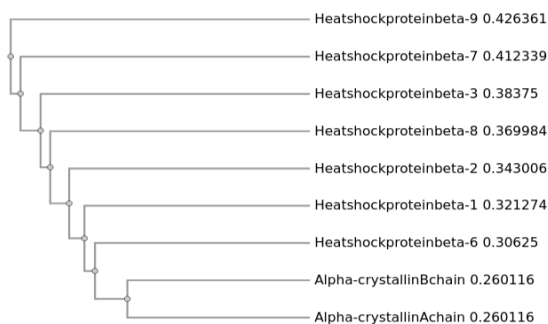 Heatshockproteinbeta-9 0.426361
Heatshockproteinbeta-7 0.412339
Heatshockproteinbeta-3 0.38375
Heatshockproteinbeta-8 0.369984
Heatshockproteinbeta-2 0.343006
Heatshockproteinbeta-1 0.321274
Heatshockproteinbeta-6 0.30625
Alpha-crystallinBchain 0.260116
Alpha-crystallinAchain 0.260116